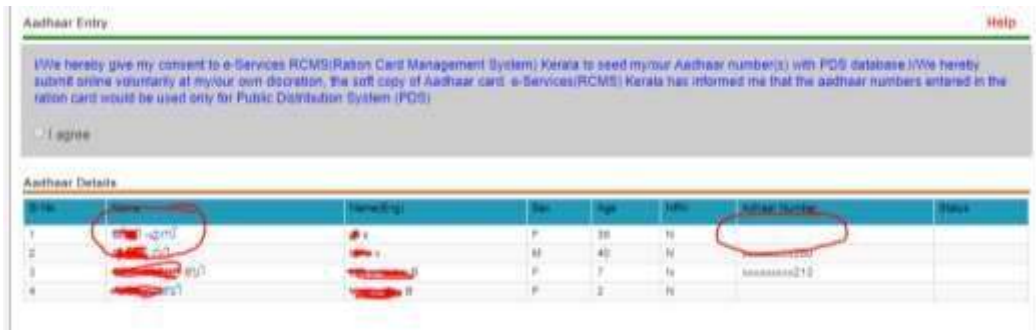 Aadhaar Entry Help
I/We hereby give my consent to e-Services RCMS(Ration Card Management System) Kerala to seed my/our Aadhaar number(s) with PDS database.I/We hereby
submit online voluntarily at my/our own discretion, the soft copy of Aadhaar card. e-Services(RCMS) Kerala has informed me that the aadhaar numbers entered in the
ration card would be used only for Public Distribution System (PDS)
I agree
Aadhaar Details
Sl No Name Name(Eng) Sex Age NRI Adhaar Number Status
1 F N
2 M 40 N
3 F 7 N xxxxxxxxx213
4 F 2 N